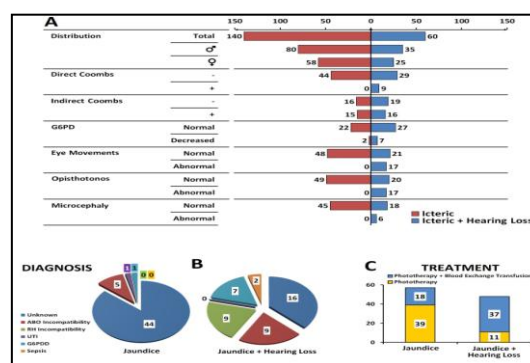 A
150 100 50 0 50 100 150
Distribution Total 140 60
♂ 80 35
♀ 58 25
Direct Coombs - 44 29
+ 0 9
Indirect Coombs - 16 19
+ 15 16
G6PD Normal 22 27
Decreased 2 7
Eye Movements Normal 48 21
Abnormal 0 17
Opisthotonos Normal 49 20
Abnormal 0 17
Microcephaly Normal 45 18
Abnormal 0 6
Icteric
Icteric + Hearing Loss
DIAGNOSIS
Unknown
ABO Incompatibility
RH Incompatibility
UTI
G6PDD
Sepsis
5 1 1 0 0
44
Jaundice
B
0 7 2 16
9 9
Jaundice + Hearing Loss
C TREATMENT
Phototherapy + Blood Exchange Transfusion
Phototherapy
60
40
20
0
18 37
39 11
Jaundice
Jaundice +
Hearing Loss